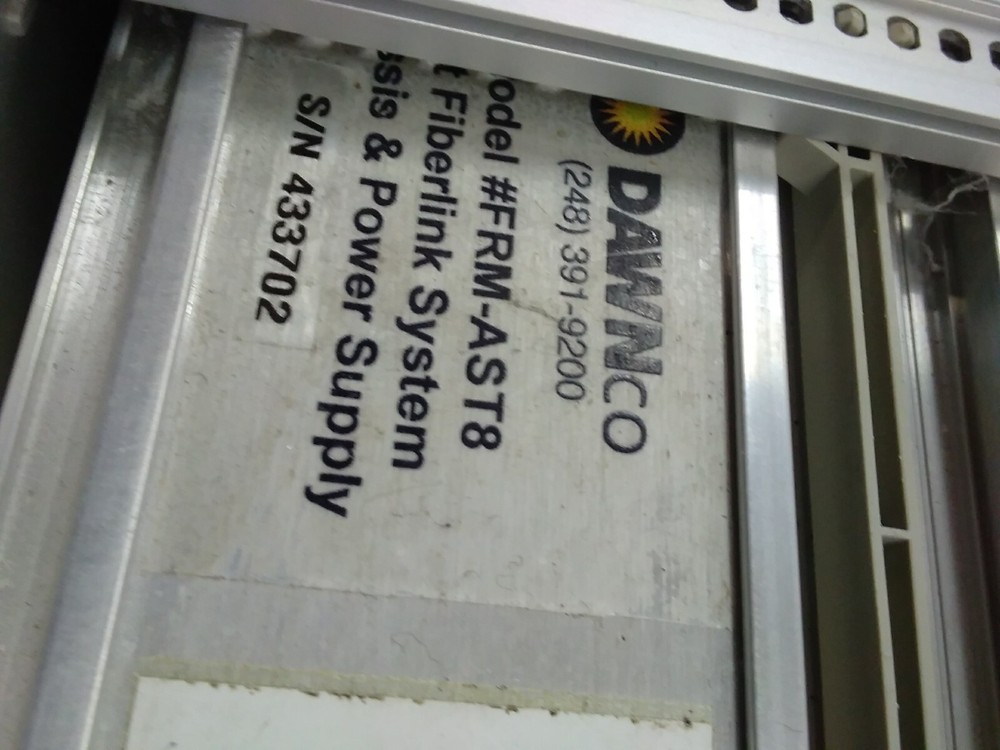 DAWNCO
(248) 391-9200
odel #FRM-AST8
t Fiberlink System
ssis & Power Supply
S/N 433702